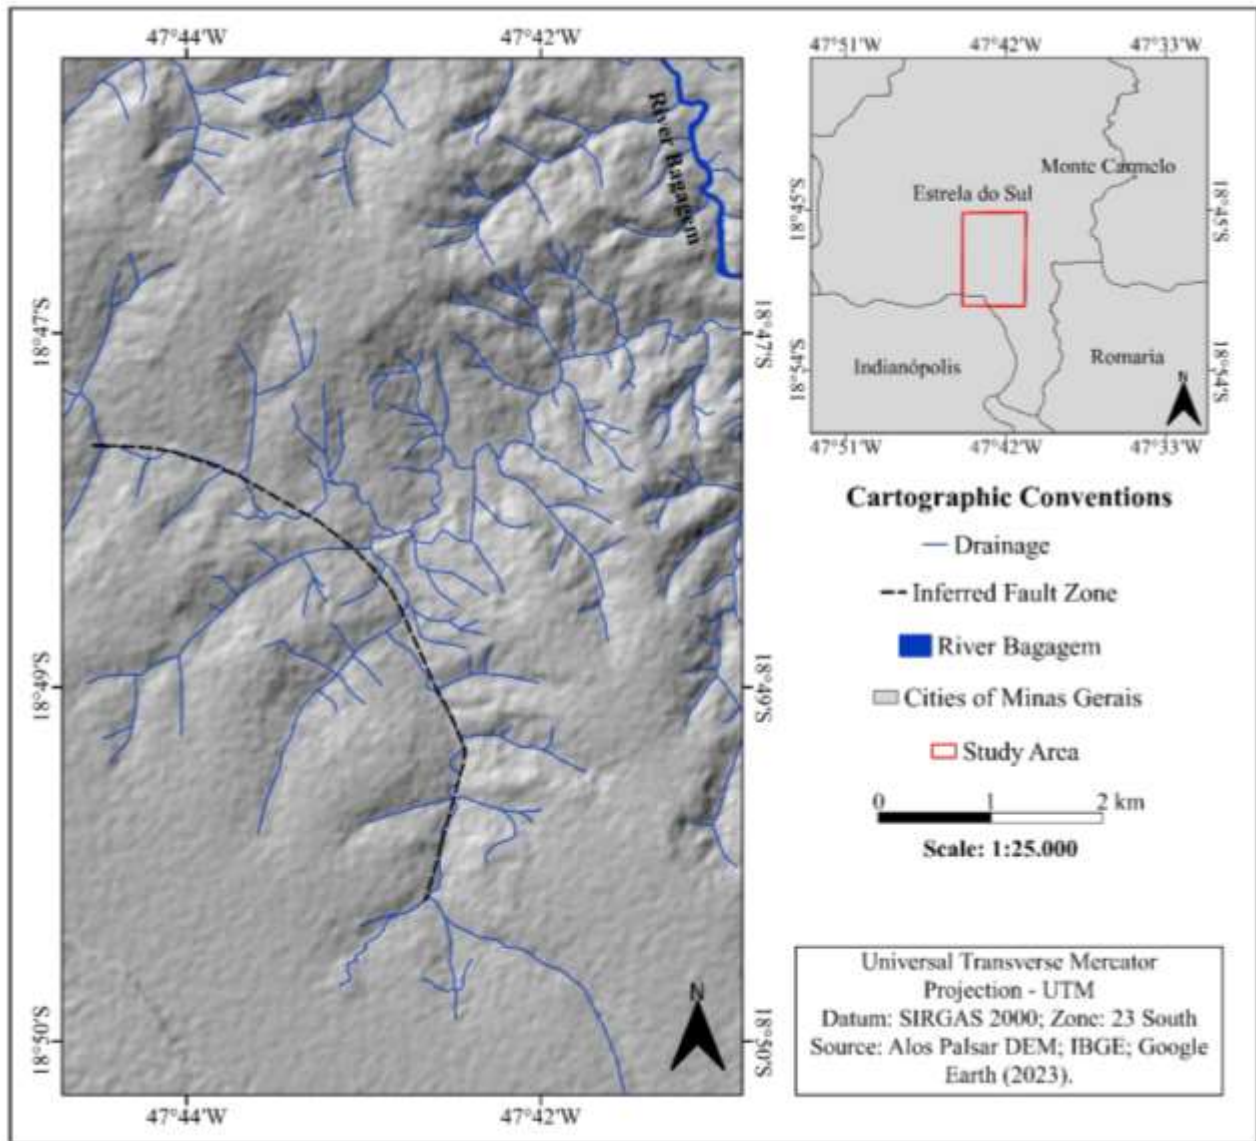 47°44'W
47°42'W
River Bagagem
18°47'S
18°47'S
18°49'S
18°49'S
18°50'S
18°50'S
N
47°44'W
47°42'W
47°51'W
47°42'W
47°33'W
Monte Carmelo
Estrela do Sul
18°45'S
18°45'S
Indianópolis
Romaria
18°54'S
18°54'S
N
47°51'W
47°42'W
47°33'W
Cartographic Conventions
Drainage
Inferred Fault Zone
River Bagagem
Cities of Minas Gerais
Study Area
0 1 2 km
Scale: 1:25.000
Universal Transverse Mercator
Projection - UTM
Datum: SIRGAS 2000; Zone: 23 South
Source: Alos Palsar DEM; IBGE; Google
Earth (2023).